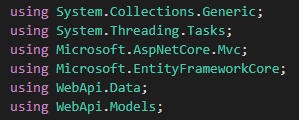 using System.Collections.Generic;
using System.Threading.Tasks;
using Microsoft.AspNetCore.Mvc;
using Microsoft.EntityFrameworkCore;
using WebApi.Data;
using WebApi.Models;